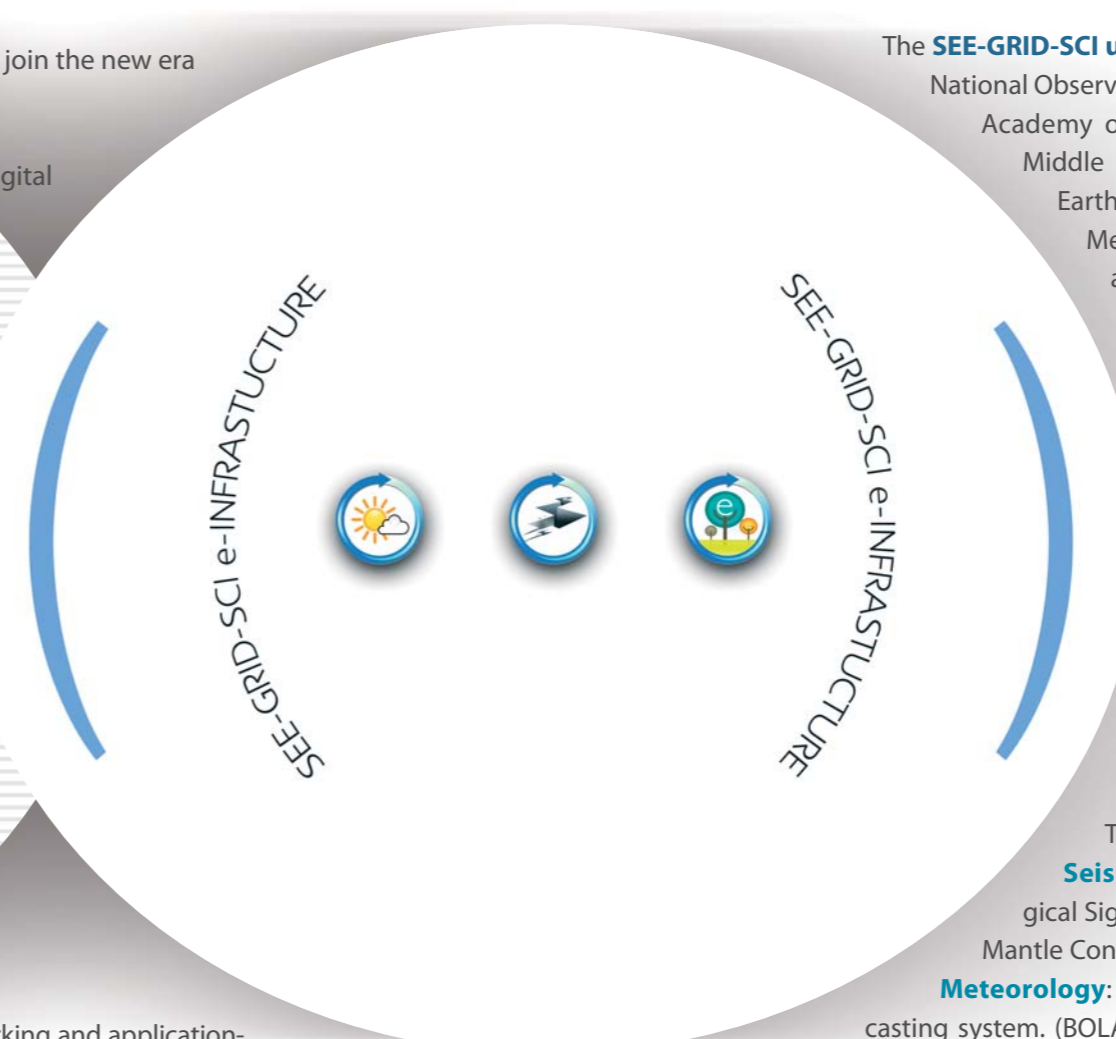 join the new era
gital
SEE-GRID-SCI e-INFRASTUCTURE
e
SEE-GRID-SCI e-INFRASTUCTURE
The SEE-GRID-SCI u
National Observ
Academy o
Middle
Earth
Me
a
T
Seis
gical Sig
Mantle Con
Meteorology:
casting system. (BOLA
king and application-